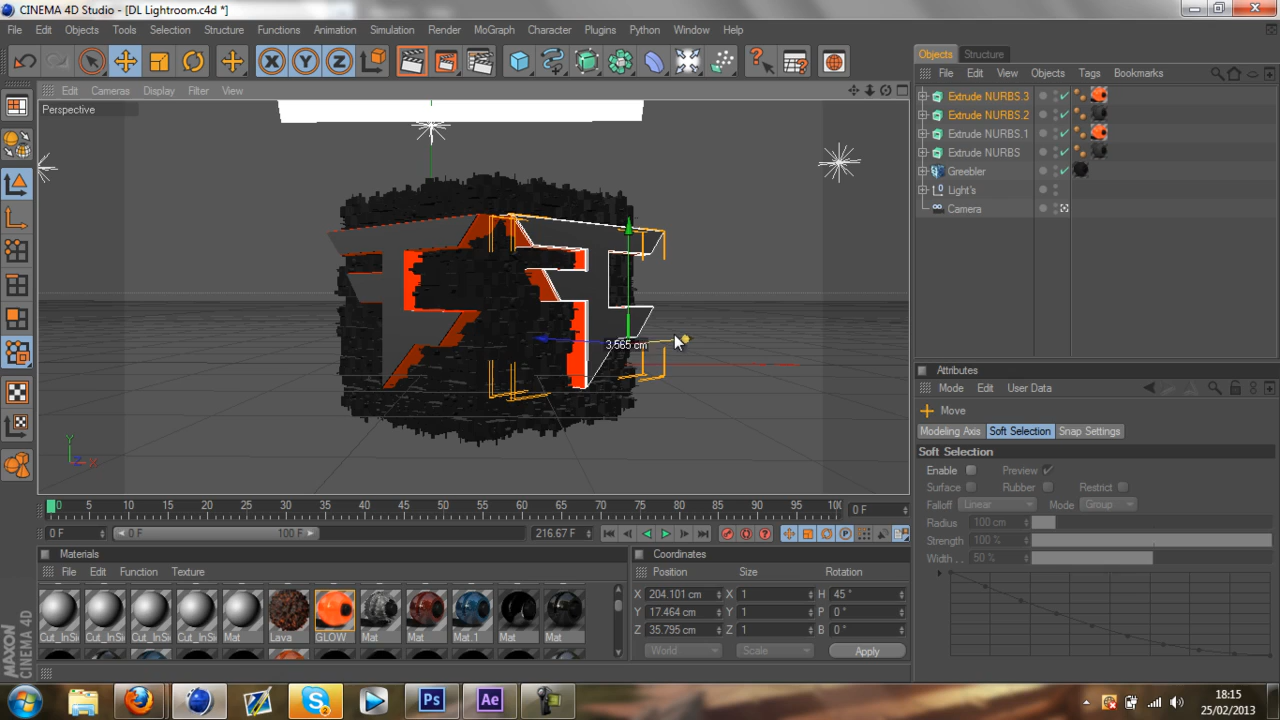 CINEMA 4D Studio - [DL Lightroom.c4d *]
File Edit Objects Tools Selection Structure Functions Animation Simulation Render MoGraph Character Plugins Python Window Help
X Y Z
Objects Structure
File Edit View Objects Tags Bookmarks
Edit Cameras Display Filter View
Perspective
Extrude NURBS.3
Extrude NURBS.2
Extrude NURBS.1
Extrude NURBS
Greebler
Light's
Camera
3.565 cm
Y
Z X
Attributes
Mode Edit User Data
Move
Modeling Axis Soft Selection Snap Settings
Soft Selection
Enable Preview
Surface Rubber Restrict
Falloff Linear Mode Group
Radius 100 cm
Strength 100 %
Width . . 50 %
0 5 10 15 20 25 30 35 40 45 50 55 60 65 70 75 80 85 90 95 10 0 F
0 F 0 F 100 F 216.67 F
Materials
File Edit Function Texture
Cut_InSi Cut_InSi Cut_InSi Cut_InSi Mat Lava GLOW Mat Mat Mat.1 Mat Mat
Coordinates
Position Size Rotation
X 204.101 cm X 1 H 45 °
Y 17.464 cm Y 1 P 0 °
Z 35.795 cm Z 1 B 0 °
World Scale Apply
MAXON CINEMA 4D
Ps Ae
2
18:15
25/02/2013